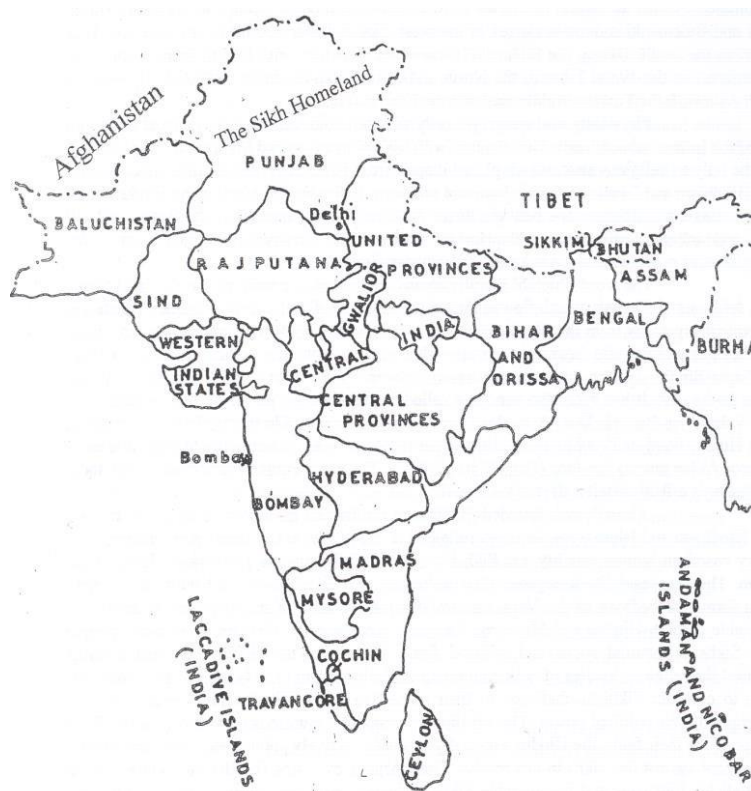 Afghanistan
The Sikh Homeland
PUNJAB
TIBET
BALUCHISTAN
Delhi
UNITED
SIKKIM
BHUTAN
RAJPUTANA
PROVINCES
ASSAM
SIND
GWALIOR
WESTERN
INDIA
BIHAR
BENGAL
BURMA
CENTRAL
AND
INDIAN
STATES
ORISSA
CENTRAL
PROVINCES
Bombay
HYDERABAD
BOMBAY
MADRAS
MYSORE
COCHIN
TRAVANCORE
LACCADIVE ISLANDS
(INDIA)
ANDAMAN AND NICOBAR
ISLANDS (INDIA)
CEYLON